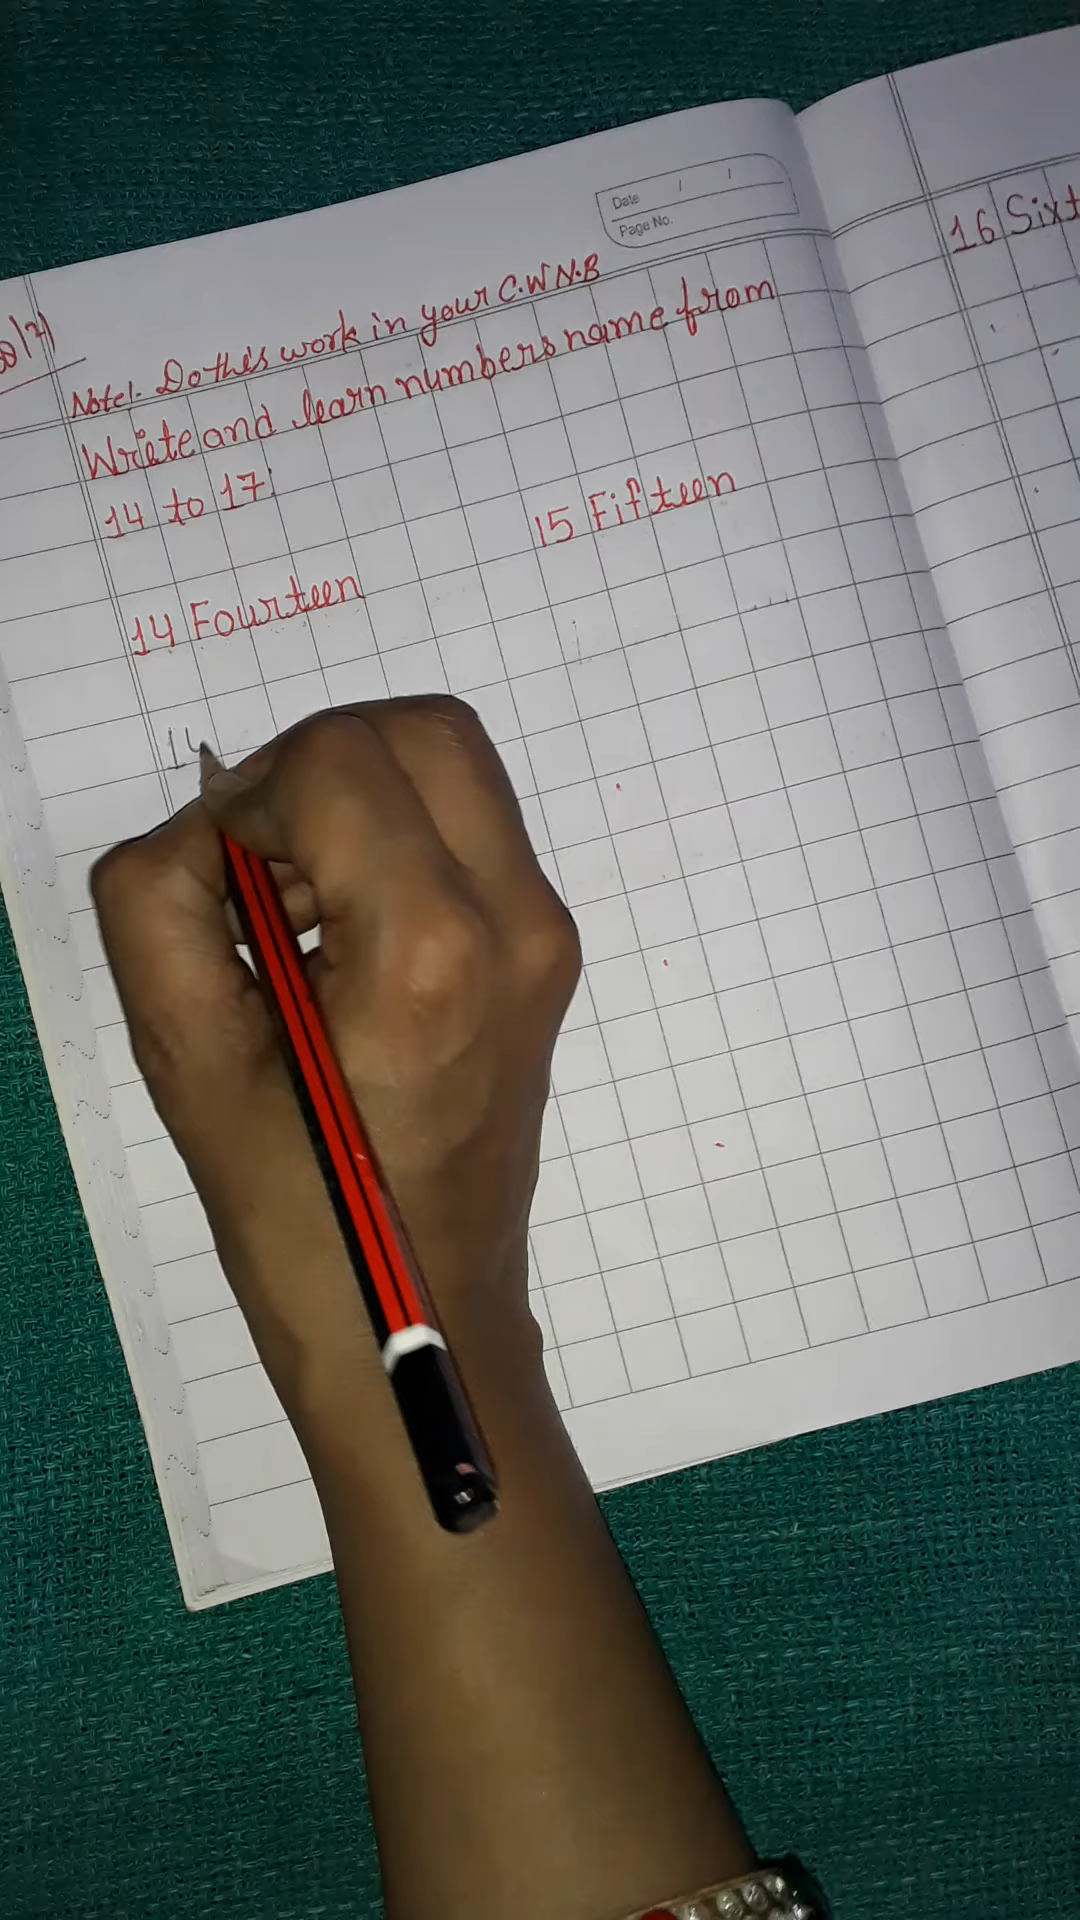 Date / /
Page No.
Note!. Do this work in your C.W N.B
Write and learn numbers name from
14 to 17:
14 Fourteen
15 Fifteen
16
14